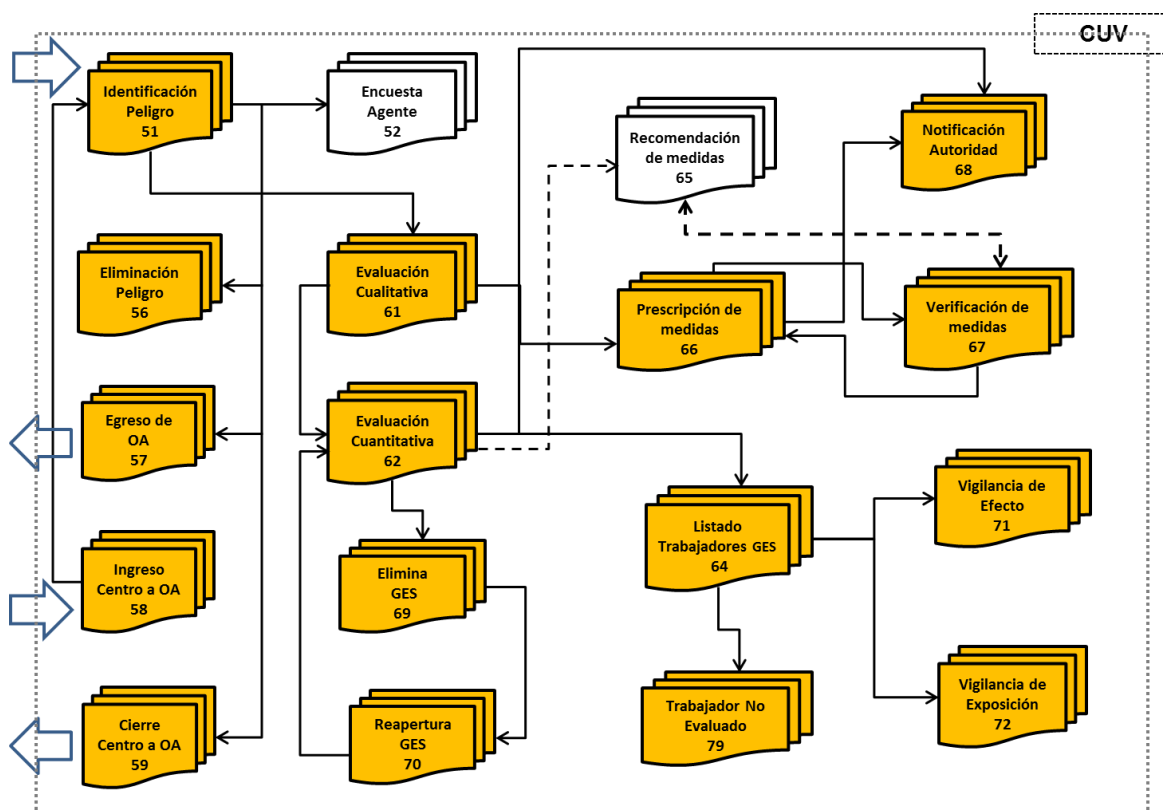 CUV
Identificación
Peligro
51
Encuesta
Agente
52
Recomendación
de medidas
65
Notificación
Autoridad
68
Eliminación
Peligro
56
Evaluación
Cualitativa
61
Prescripción de
medidas
66
Verificación de
medidas
67
Egreso de
OA
57
Evaluación
Cuantitativa
62
Listado
Trabajadores GES
64
Vigilancia de
Efecto
71
Ingreso
Centro a OA
58
Elimina
GES
69
Cierre
Centro a OA
59
Reapertura
GES
70
Trabajador No
Evaluado
79
Vigilancia de
Exposición
72